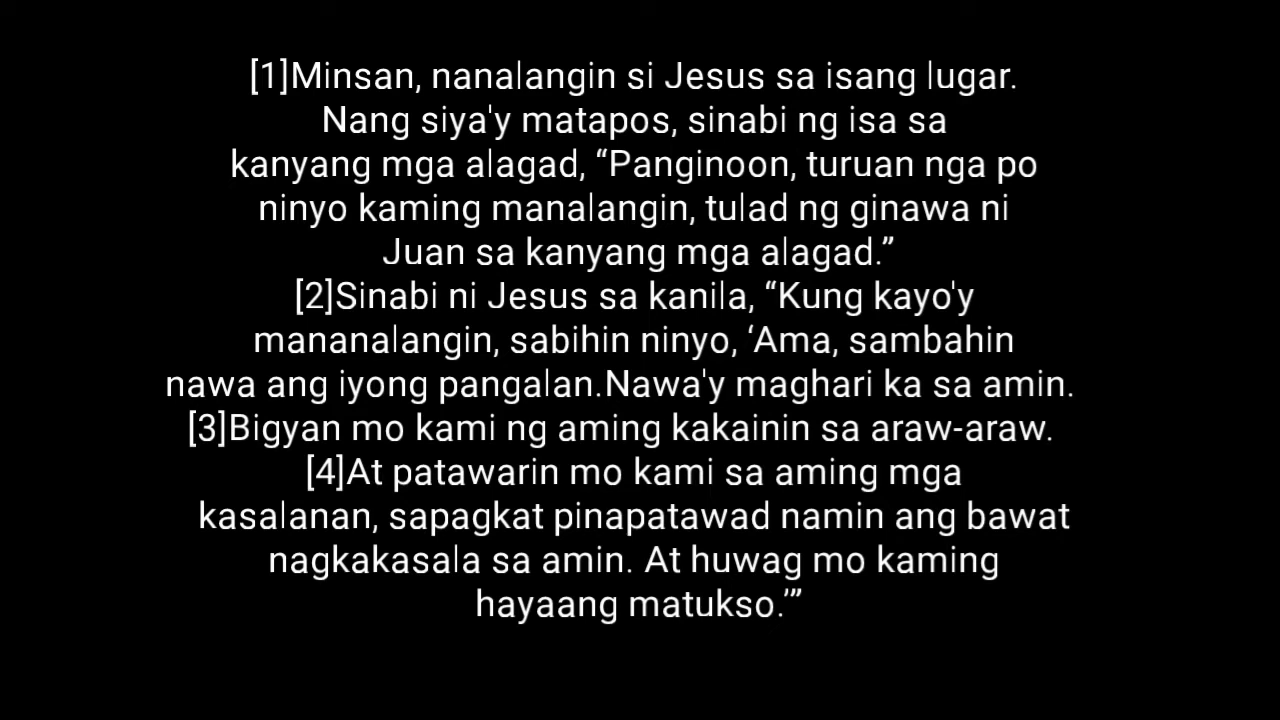 [1]Minsan, nanalangin si Jesus sa isang lugar.
Nang siya'y matapos, sinabi ng isa sa
kanyang mga alagad, “Panginoon, turuan nga po
ninyo kaming manalangin, tulad ng ginawa ni
Juan sa kanyang mga alagad.”
[2]Sinabi ni Jesus sa kanila, “Kung kayo'y
mananalangin, sabihin ninyo, ‘Ama, sambahin
nawa ang iyong pangalan.Nawa'y maghari ka sa amin.
[3]Bigyan mo kami ng aming kakainin sa araw-araw.
[4]At patawarin mo kami sa aming mga
kasalanan, sapagkat pinapatawad namin ang bawat
nagkakasala sa amin. At huwag mo kaming
hayaang matukso.’”